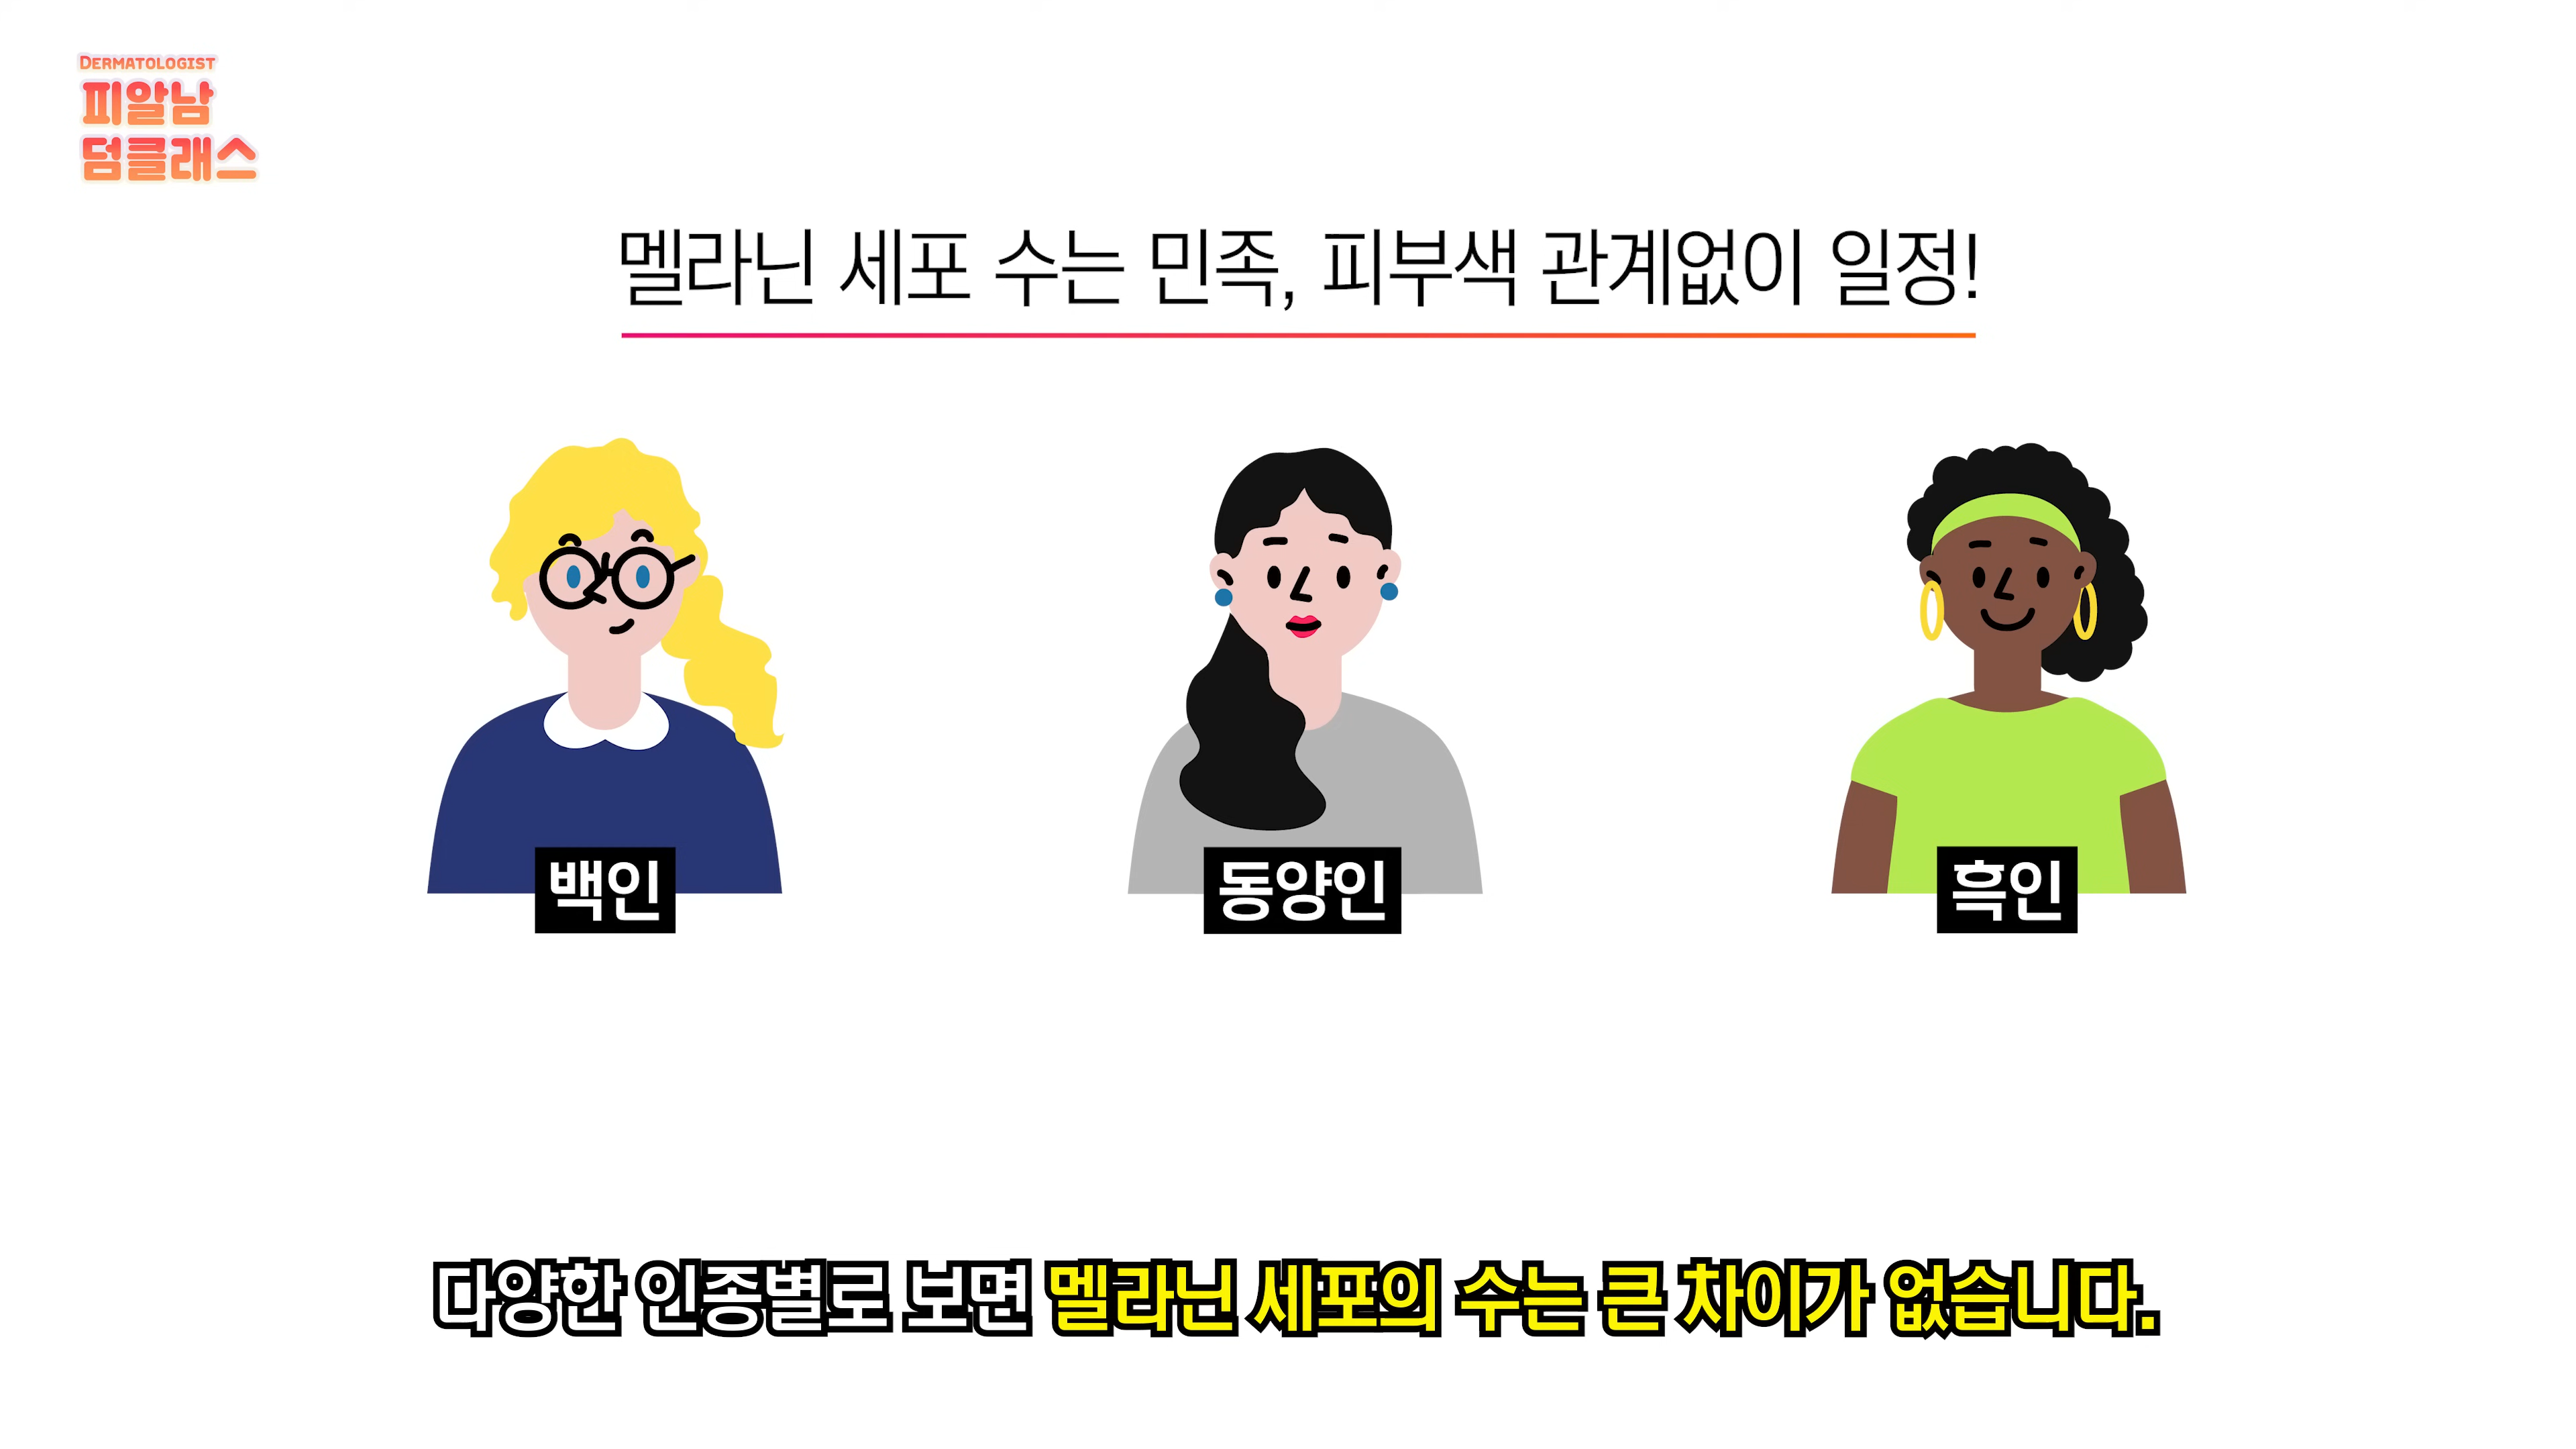 DERMATOLOGIST
피알남
덤클래스
멜라닌 세포 수는 민족, 피부색 관계없이 일정!
백인
동양인
흑인
다양한 인종별로 보면 멜라닌 세포의 수는 큰 차이가 없습니다.